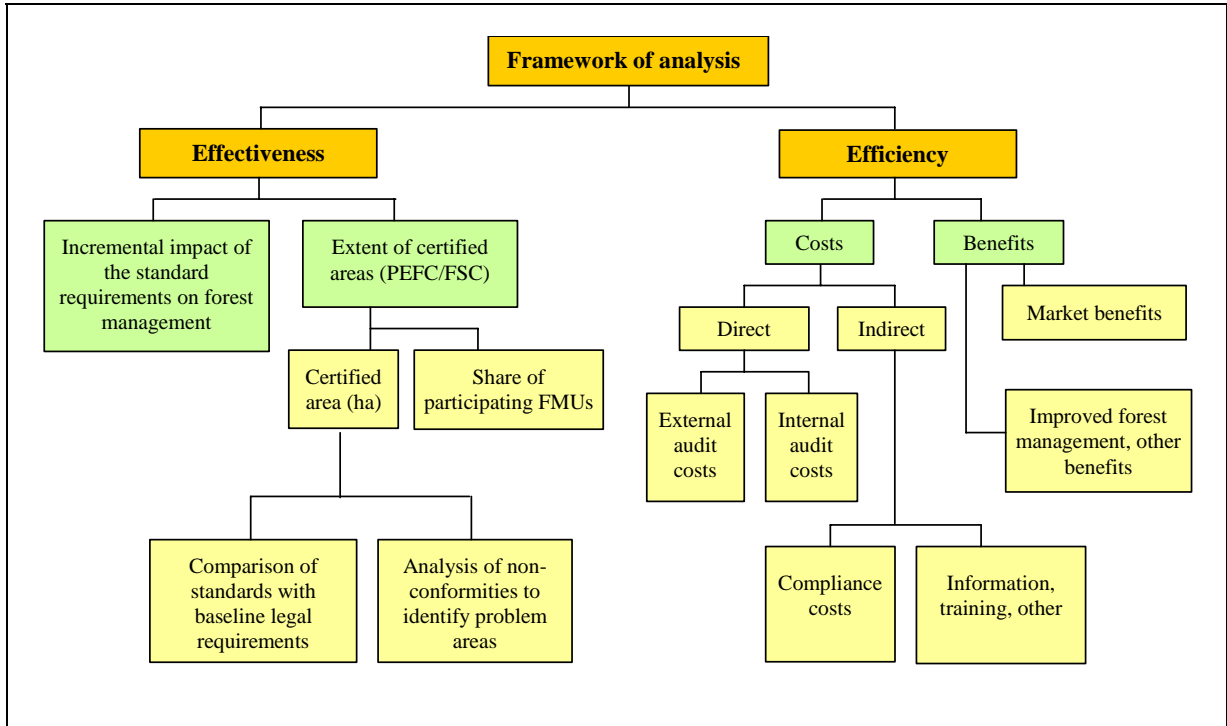 Framework of analysis
Effectiveness
Efficiency
Incremental impact of
the standard
requirements on forest
management
Extent of certified
areas (PEFC/FSC)
Costs
Benefits
Direct
Indirect
Market benefits
Certified
area (ha)
Share of
participating FMUs
External
audit
costs
Internal
audit
costs
Improved forest
management, other
benefits
Comparison of
standards with
baseline legal
requirements
Analysis of non-
conformities to
identify problem
areas
Compliance
costs
Information,
training, other